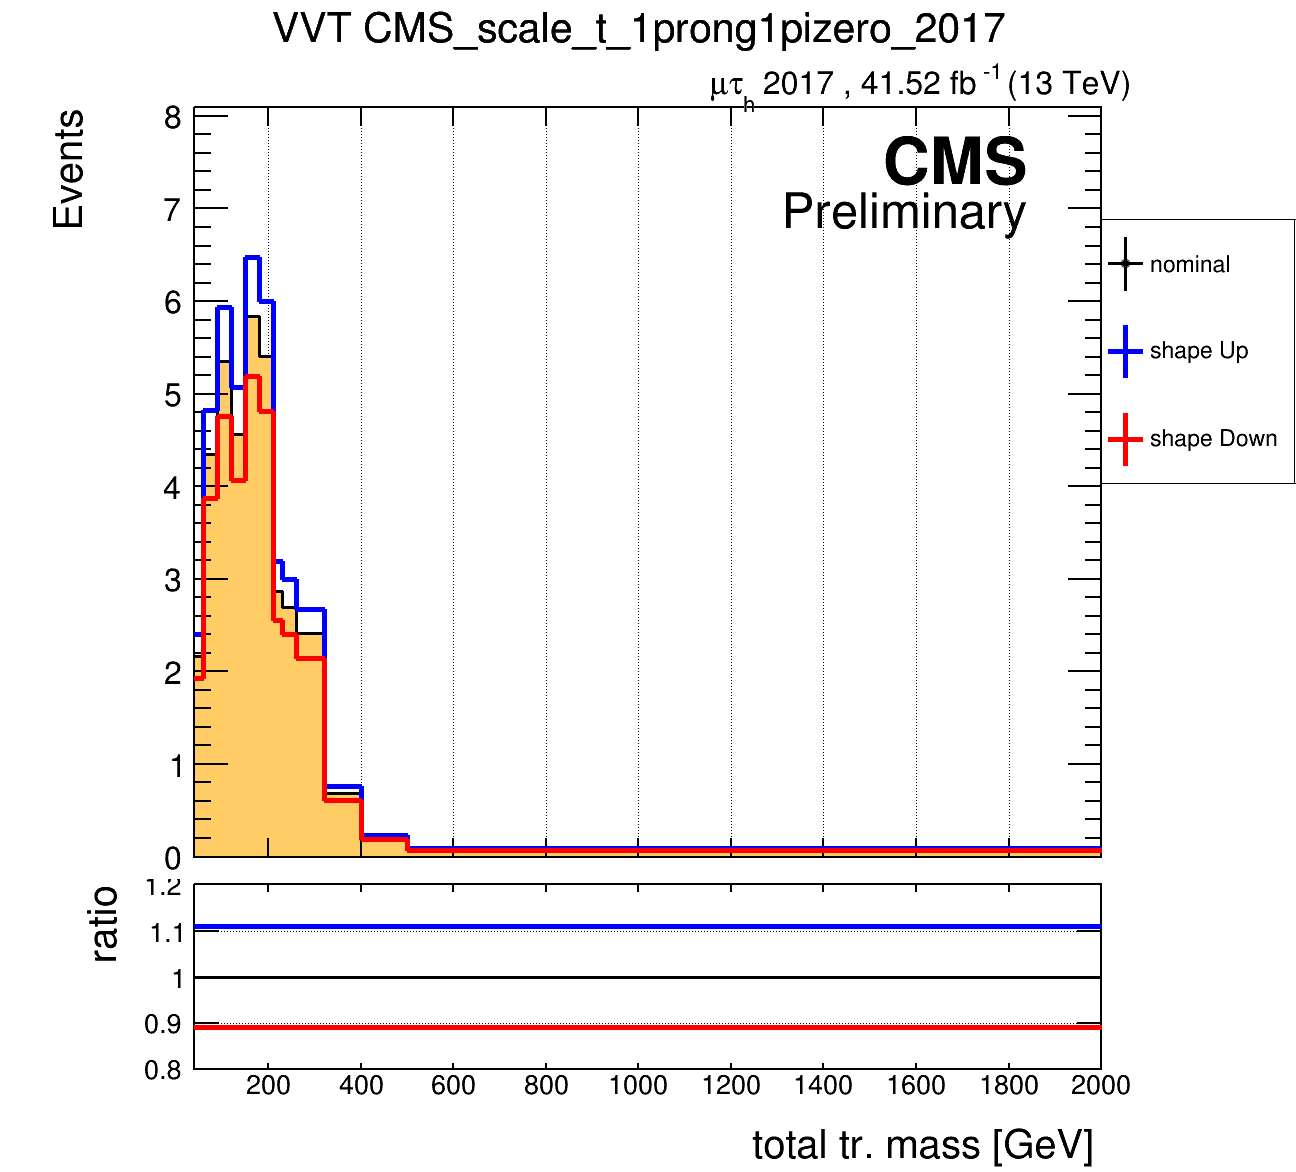 VVT CMS_scale_t_1prong1pizero_2017
μτh 2017 , 41.52 fb-1 (13 TeV)
Events
8
7
6
5
4
3
2
1
0
CMS
Preliminary
nominal
shape Up
shape Down
ratio
1.2
1.1
1
0.9
0.8
200 400 600 800 1000 1200 1400 1600 1800 2000
total tr. mass [GeV]